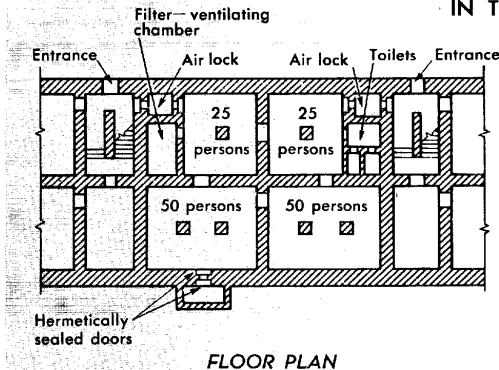 IN T
Filter—ventilating
chamber
Entrance
Air lock
Air lock
Toilets
Entrance
25
persons
25
persons
50 persons
50 persons
Hermetically
sealed doors
FLOOR PLAN